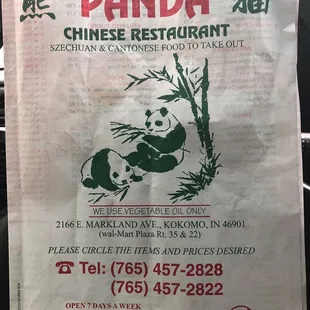 熊 PANDA 貓
CHINESE RESTAURANT
SZECHUAN & CANTONESE FOOD TO TAKE OUT
WE USE VEGETABLE OIL ONLY
2166 E. MARKLAND AVE., KOKOMO, IN 46901
(wal-Mart Plaza Rt. 35 & 22)
PLEASE CIRCLE THE ITEMS AND PRICES DESIRED
☎ Tel: (765) 457-2828
(765) 457-2822
OPEN 7 DAYS A WEEK